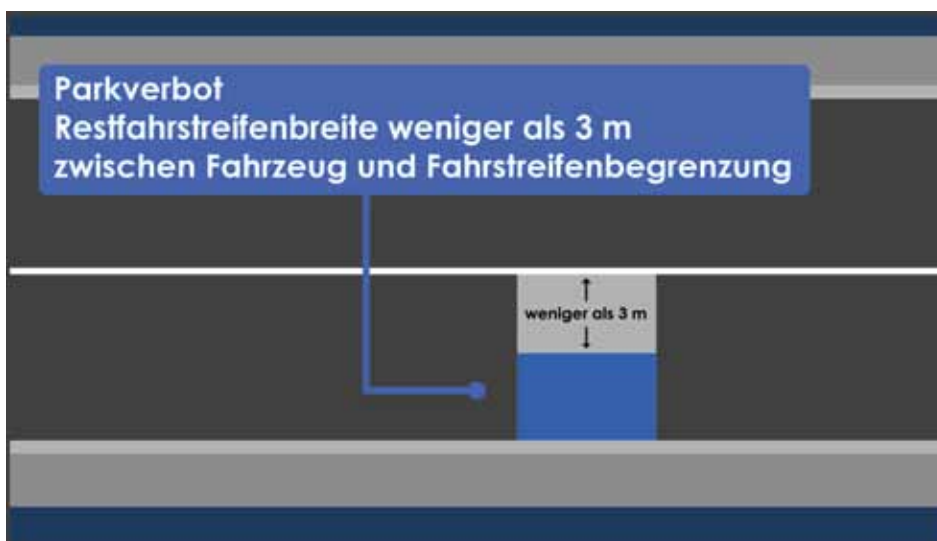 Parkverbot
Restfahrstreifenbreite weniger als 3 m
zwischen Fahrzeug und Fahrstreifenbegrenzung
weniger als 3 m